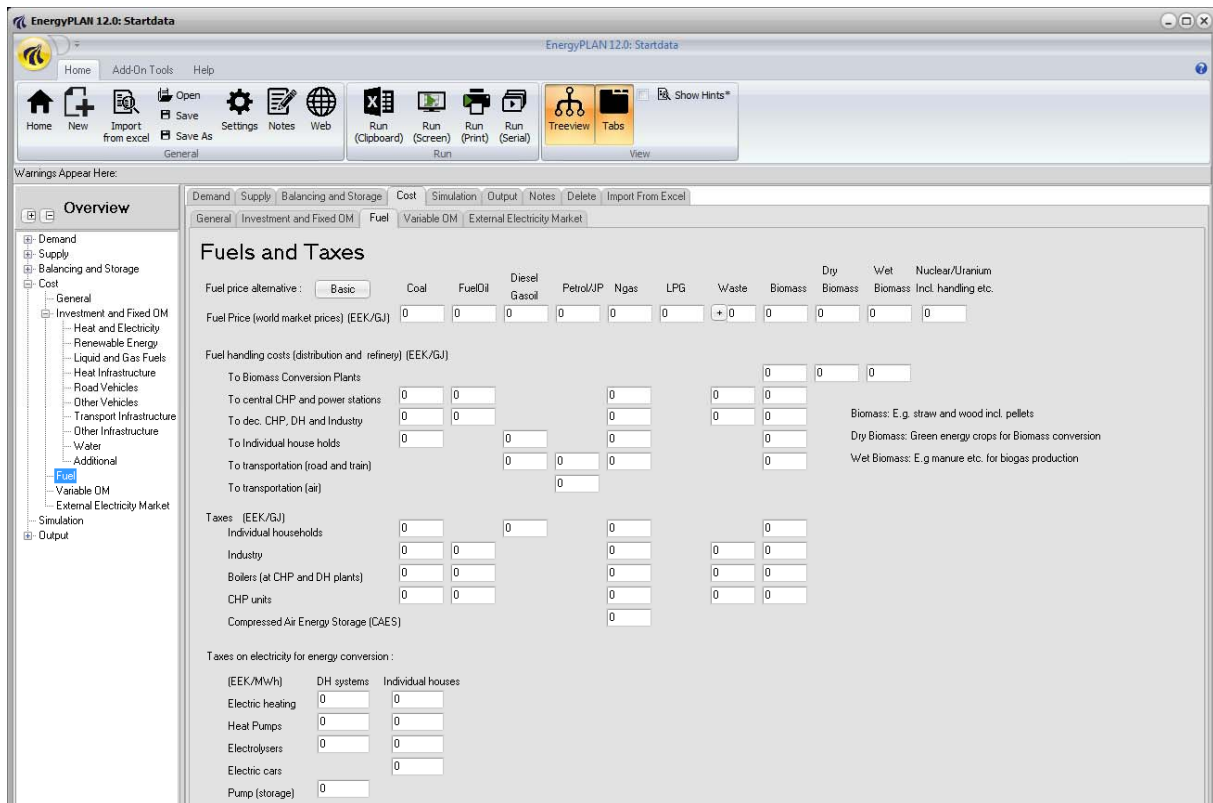 EnergyPLAN 12.0: Startdata
EnergyPLAN 12.0: Startdata
Home Add-On Tools Help
Home New Import from excel Open Save Save As Settings Notes Web Run (Clipboard) Run (Screen) Run (Print) Run (Serial) Treeview Tabs Show Hints*
General Run View
Warnings Appear Here:
Overview
Demand
Supply
Balancing and Storage
Cost
General
Investment and Fixed OM
Heat and Electricity
Renewable Energy
Liquid and Gas Fuels
Heat Infrastructure
Road Vehicles
Other Vehicles
Transport Infrastructure
Other Infrastructure
Water
Additional
Fuel
Variable OM
External Electricity Market
Simulation
Output
Demand Supply Balancing and Storage Cost Simulation Output Notes Delete Import From Excel
General Investment and Fixed OM Fuel Variable OM External Electricity Market
Fuels and Taxes
Fuel price alternative : Basic Coal FuelOil Diesel Gasoil Petrol/JP Ngas LPG Waste Biomass Dry Biomass Wet Biomass Nuclear/Uranium Incl. handling etc.
Fuel Price (world market prices) (EEK/GJ) 0 0 0 0 0 0 + 0 0 0 0 0
Fuel handling costs (distribution and refinery) (EEK/GJ)
To Biomass Conversion Plants 0 0 0
To central CHP and power stations 0 0 0 0 0
To dec. CHP, DH and Industry 0 0 0 0 0
To Individual house holds 0 0 0 0
To transportation (road and train) 0 0 0 0
To transportation (air) 0
Biomass: E.g. straw and wood incl. pellets
Dry Biomass: Green energy crops for Biomass conversion
Wet Biomass: E.g manure etc. for biogas production
Taxes (EEK/GJ)
Individual households 0 0 0 0
Industry 0 0 0 0 0
Boilers (at CHP and DH plants) 0 0 0 0 0
CHP units 0 0 0 0 0
Compressed Air Energy Storage (CAES) 0
Taxes on electricity for energy conversion :
(EEK/MWh) DH systems Individual houses
Electric heating 0 0
Heat Pumps 0 0
Electrolysers 0 0
Electric cars 0
Pump (storage) 0